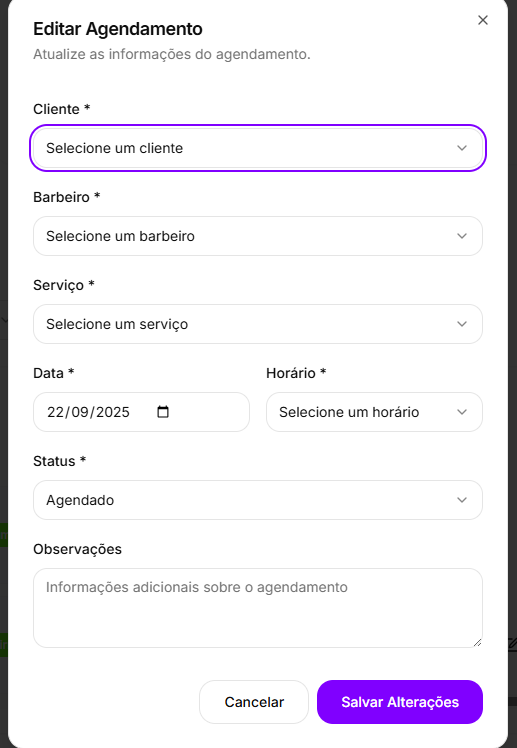 Editar Agendamento
Atualize as informações do agendamento.
Cliente *
Selecione um cliente
Barbeiro *
Selecione um barbeiro
Serviço *
Selecione um serviço
Data * Horário *
22/09/2025 Selecione um horário
Status *
Agendado
Observações
Informações adicionais sobre o agendamento
Cancelar Salvar Alterações